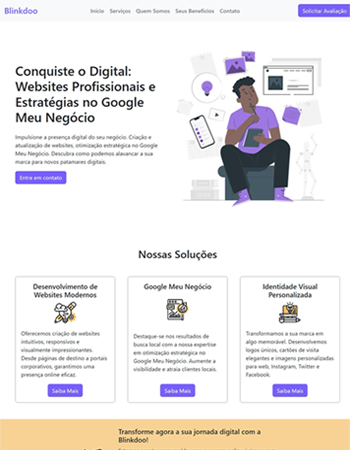 Blinkdoo
Início Serviços Quem Somos Seus Benefícios Contato
Solicitar Avaliação
Conquiste o Digital:
Websites Profissionais e
Estratégias no Google
Meu Negócio
Impulsione a presença digital do seu negócio. Criação e
atualização de websites, otimização estratégica no Google
Meu Negócio. Descubra como podemos alavancar a sua
marca para novos patamares digitais.
Entre em contato
Nossas Soluções
Desenvolvimento de
Websites Modernos
Oferecemos criação de websites
intuitivos, responsivos e
visualmente impressionantes.
Desde páginas de destino a portais
corporativos, garantimos uma
presença online eficaz.
Saiba Mais
Google Meu Negócio
Destaque-se nos resultados de
busca local com a nossa expertise
em otimização estratégica no
Google Meu Negócio. Aumente a
visibilidade e atraia clientes locais.
Saiba Mais
Identidade Visual
Personalizada
Transformamos a sua marca em
algo memorável. Desenvolvemos
logos únicos, cartões de visita
elegantes e imagens personalizadas
para web, Instagram, Twitter e
Facebook.
Saiba Mais
Transforme agora a sua jornada digital com a
Blinkdoo!